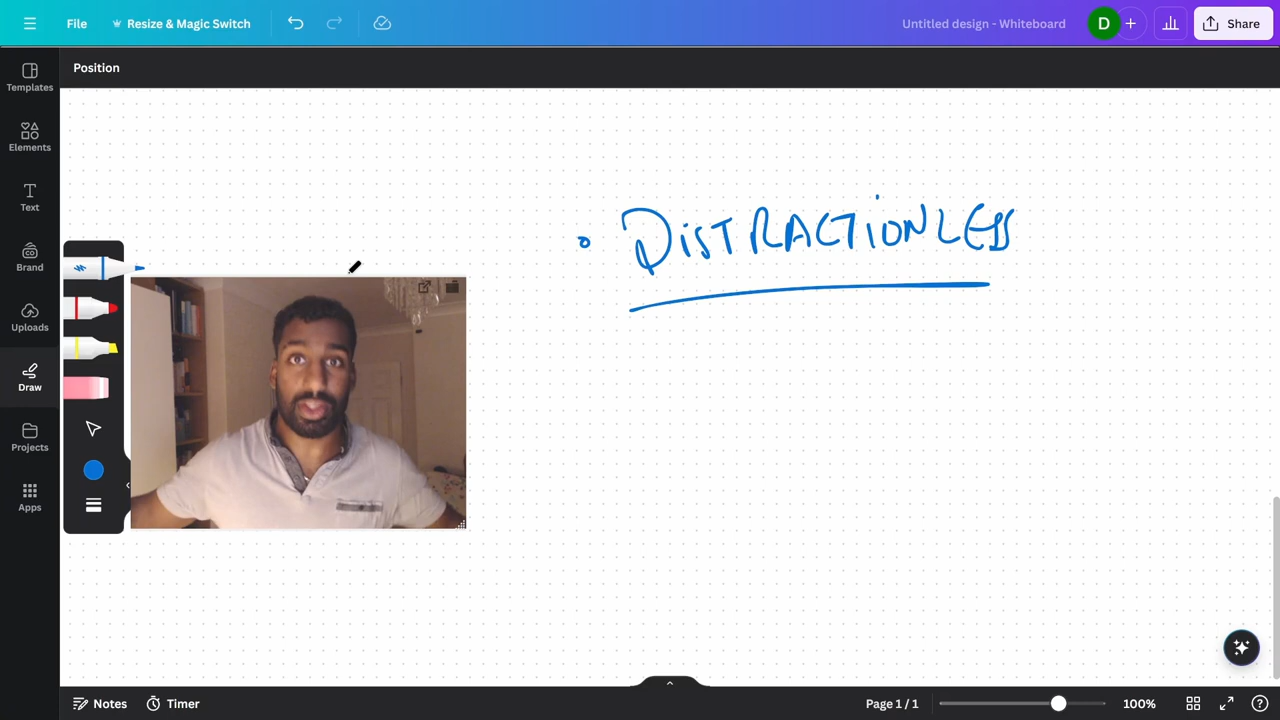 File
Resize & Magic Switch
Untitled design - Whiteboard
D
+
Share
Templates
Position
Elements
Text
Brand
Uploads
Draw
Projects
Apps
DiSTRACTiONLESS
Notes
Timer
Page 1 / 1
100%